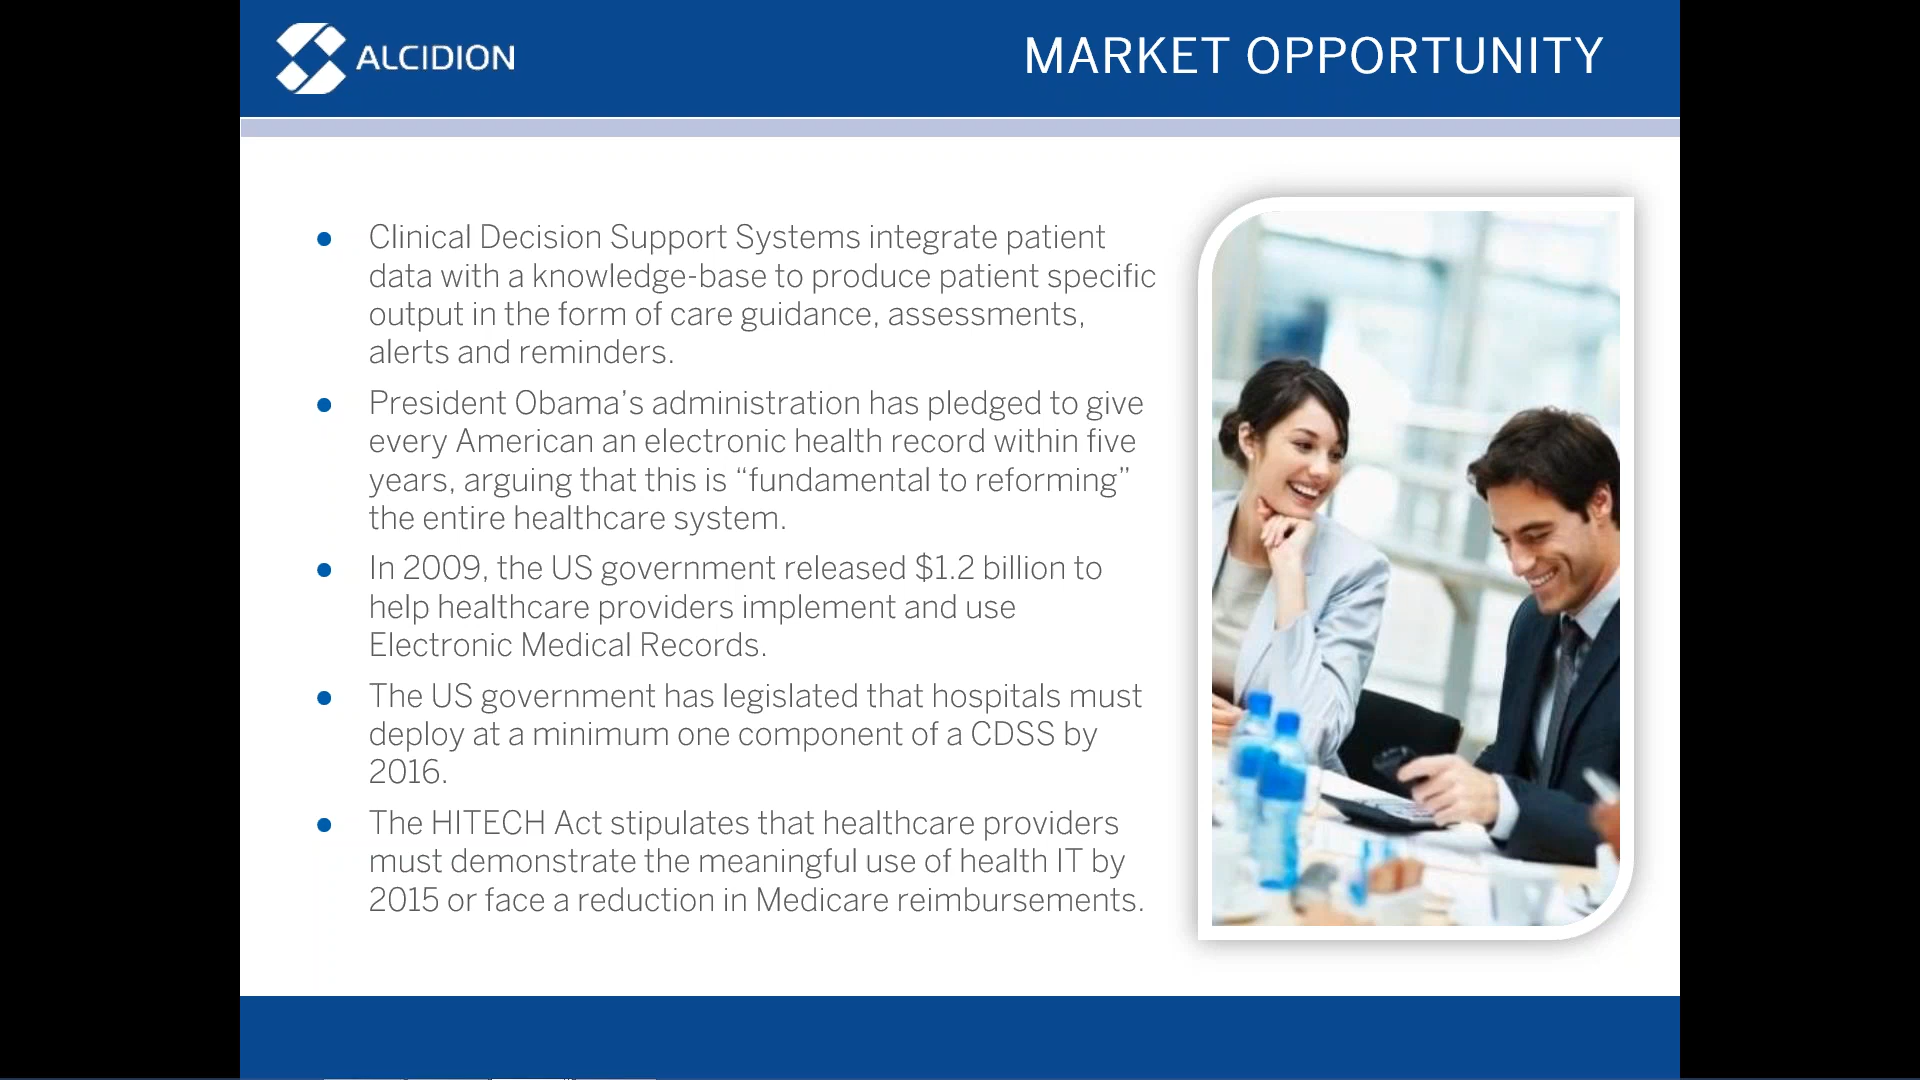 ALCIDION
MARKET OPPORTUNITY
Clinical Decision Support Systems integrate patient
data with a knowledge-base to produce patient specific
output in the form of care guidance, assessments,
alerts and reminders.
President Obama’s administration has pledged to give
every American an electronic health record within five
years, arguing that this is “fundamental to reforming”
the entire healthcare system.
In 2009, the US government released $1.2 billion to
help healthcare providers implement and use
Electronic Medical Records.
The US government has legislated that hospitals must
deploy at a minimum one component of a CDSS by
2016.
The HITECH Act stipulates that healthcare providers
must demonstrate the meaningful use of health IT by
2015 or face a reduction in Medicare reimbursements.